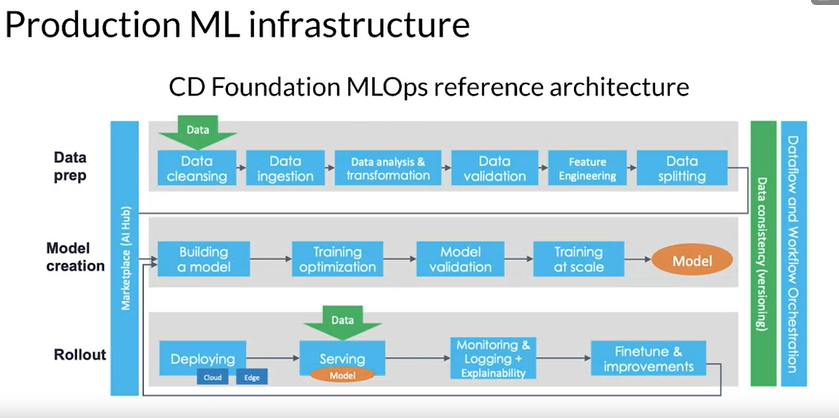 Production ML infrastructure
CD Foundation MLOps reference architecture
Data
prep
Data
Data
cleansing
Data
ingestion
Data analysis &
transformation
Data
validation
Feature
Engineering
Data
splitting
Marketplace (AI Hub)
Model
creation
Building
a model
Training
optimization
Model
validation
Training
at scale
Model
Rollout
Data
Deploying
Cloud
Edge
Serving
Model
Monitoring &
Logging +
Explainability
Finetune &
improvements
Data consistency (versioning)
Dataflow and Workflow Orchestration